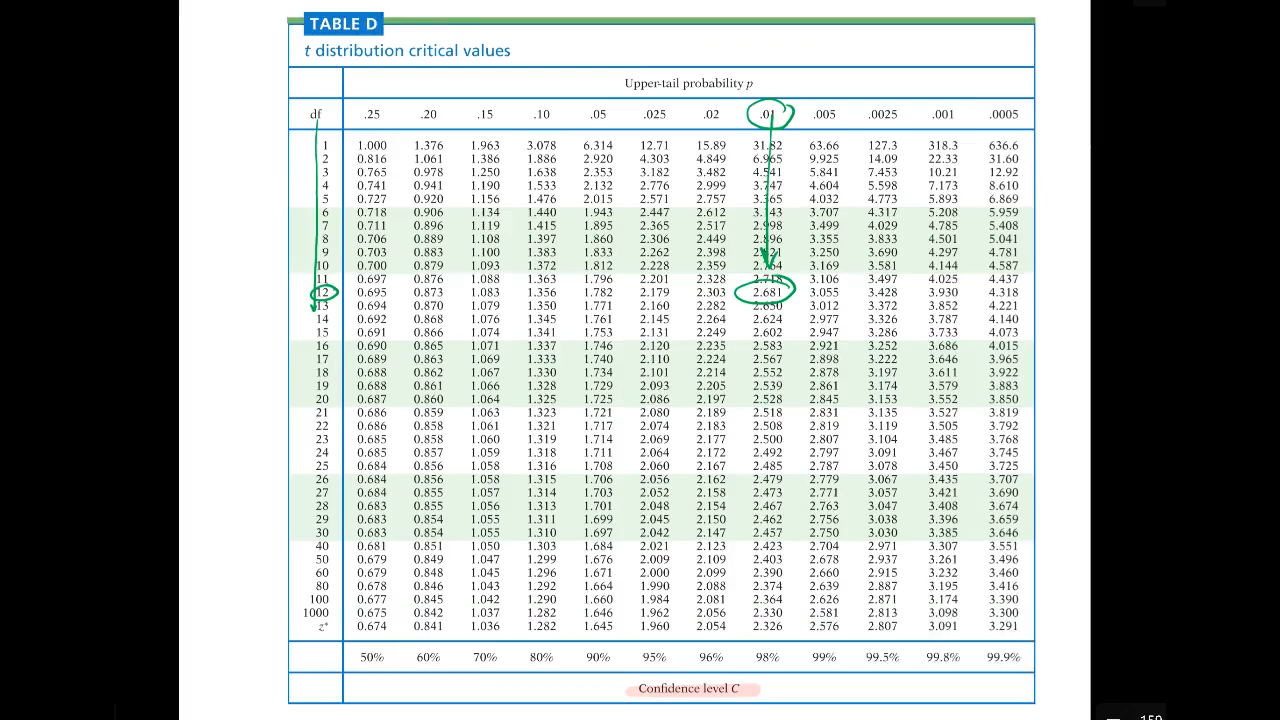 TABLE D
t distribution critical values
Upper-tail probability p
df .25 .20 .15 .10 .05 .025 .02 .01 .005 .0025 .001 .0005
1 1.000 1.376 1.963 3.078 6.314 12.71 15.89 31.82 63.66 127.3 318.3 636.6
2 0.816 1.061 1.386 1.886 2.920 4.303 4.849 6.965 9.925 14.09 22.33 31.60
3 0.765 0.978 1.250 1.638 2.353 3.182 3.482 4.541 5.841 7.453 10.21 12.92
4 0.741 0.941 1.190 1.533 2.132 2.776 2.999 3.747 4.604 5.598 7.173 8.610
5 0.727 0.920 1.156 1.476 2.015 2.571 2.757 3.365 4.032 4.773 5.893 6.869
6 0.718 0.906 1.134 1.440 1.943 2.447 2.612 3.143 3.707 4.317 5.208 5.959
7 0.711 0.896 1.119 1.415 1.895 2.365 2.517 2.998 3.499 4.029 4.785 5.408
8 0.706 0.889 1.108 1.397 1.860 2.306 2.449 2.896 3.355 3.833 4.501 5.041
9 0.703 0.883 1.100 1.383 1.833 2.262 2.398 2.821 3.250 3.690 4.297 4.781
10 0.700 0.879 1.093 1.372 1.812 2.228 2.359 2.764 3.169 3.581 4.144 4.587
11 0.697 0.876 1.088 1.363 1.796 2.201 2.328 2.718 3.106 3.497 4.025 4.437
12 0.695 0.873 1.083 1.356 1.782 2.179 2.303 2.681 3.055 3.428 3.930 4.318
13 0.694 0.870 1.079 1.350 1.771 2.160 2.282 2.650 3.012 3.372 3.852 4.221
14 0.692 0.868 1.076 1.345 1.761 2.145 2.264 2.624 2.977 3.326 3.787 4.140
15 0.691 0.866 1.074 1.341 1.753 2.131 2.249 2.602 2.947 3.286 3.733 4.073
16 0.690 0.865 1.071 1.337 1.746 2.120 2.235 2.583 2.921 3.252 3.686 4.015
17 0.689 0.863 1.069 1.333 1.740 2.110 2.224 2.567 2.898 3.222 3.646 3.965
18 0.688 0.862 1.067 1.330 1.734 2.101 2.214 2.552 2.878 3.197 3.611 3.922
19 0.688 0.861 1.066 1.328 1.729 2.093 2.205 2.539 2.861 3.174 3.579 3.883
20 0.687 0.860 1.064 1.325 1.725 2.086 2.197 2.528 2.845 3.153 3.552 3.850
21 0.686 0.859 1.063 1.323 1.721 2.080 2.189 2.518 2.831 3.135 3.527 3.819
22 0.686 0.858 1.061 1.321 1.717 2.074 2.183 2.508 2.819 3.119 3.505 3.792
23 0.685 0.858 1.060 1.319 1.714 2.069 2.177 2.500 2.807 3.104 3.485 3.768
24 0.685 0.857 1.059 1.318 1.711 2.064 2.172 2.492 2.797 3.091 3.467 3.745
25 0.684 0.856 1.058 1.316 1.708 2.060 2.167 2.485 2.787 3.078 3.450 3.725
26 0.684 0.856 1.058 1.315 1.706 2.056 2.162 2.479 2.779 3.067 3.435 3.707
27 0.684 0.855 1.057 1.314 1.703 2.052 2.158 2.473 2.771 3.057 3.421 3.690
28 0.683 0.855 1.056 1.313 1.701 2.048 2.154 2.467 2.763 3.047 3.408 3.674
29 0.683 0.854 1.055 1.311 1.699 2.045 2.150 2.462 2.756 3.038 3.396 3.659
30 0.683 0.854 1.055 1.310 1.697 2.042 2.147 2.457 2.750 3.030 3.385 3.646
40 0.681 0.851 1.050 1.303 1.684 2.021 2.123 2.423 2.704 2.971 3.307 3.551
50 0.679 0.849 1.047 1.299 1.676 2.009 2.109 2.403 2.678 2.937 3.261 3.496
60 0.679 0.848 1.045 1.296 1.671 2.000 2.099 2.390 2.660 2.915 3.232 3.460
80 0.678 0.846 1.043 1.292 1.664 1.990 2.088 2.374 2.639 2.887 3.195 3.416
100 0.677 0.845 1.042 1.290 1.660 1.984 2.081 2.364 2.626 2.871 3.174 3.390
1000 0.675 0.842 1.037 1.282 1.646 1.962 2.056 2.330 2.581 2.813 3.098 3.300
z* 0.674 0.841 1.036 1.282 1.645 1.960 2.054 2.326 2.576 2.807 3.091 3.291
50% 60% 70% 80% 90% 95% 96% 98% 99% 99.5% 99.8% 99.9%
Confidence level C